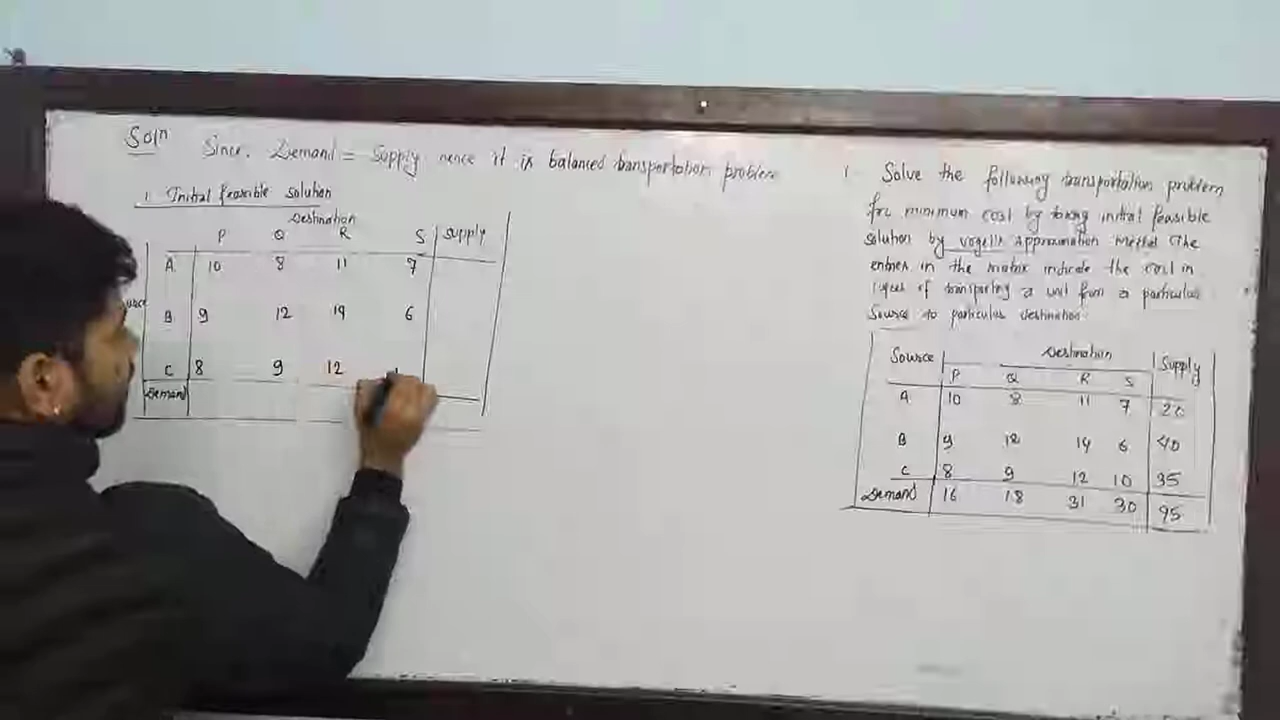 Soln Since. Demand = Supply hence it is balanced transportation problem
1. Initial feasible solution
Destination
P Q R S Supply
A 10 8 11 7
B 9 12 14 6
C 8 9 12 1
Demand
1. Solve the following transportation problem
for minimum cost by initial feasible
solution by vogel's Approximation (The
entries in the matrix indicate the cost in
rupees of transporting a unit from a particular
Source to particular destination.
Source Destination Supply
P Q R S
A 10 8 11 7 20
B 9 12 14 6 40
C 8 9 12 10 35
Demand 16 18 31 30 95